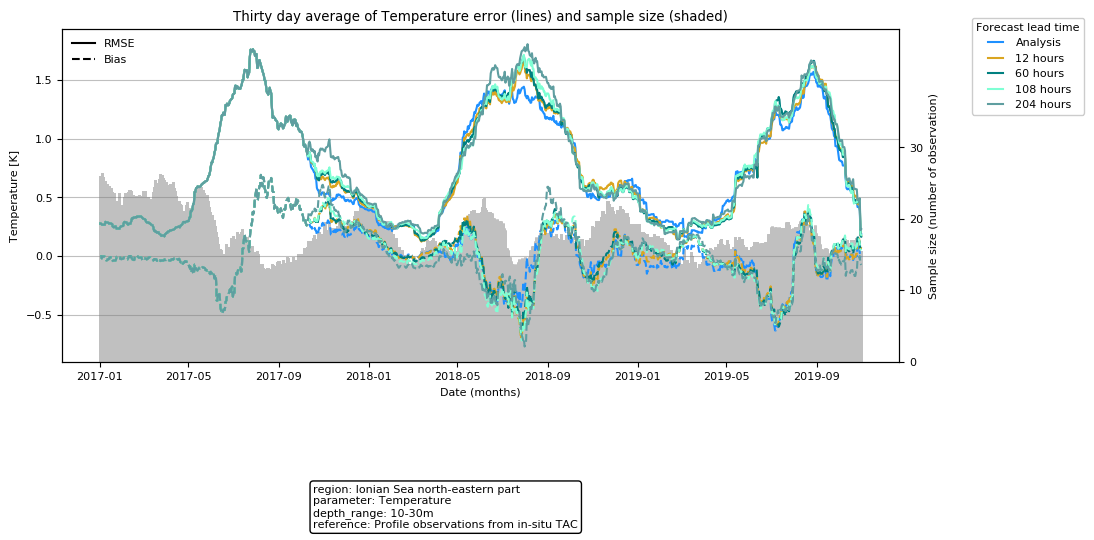 Thirty day average of Temperature error (lines) and sample size (shaded)
Forecast lead time
Analysis
12 hours
60 hours
108 hours
204 hours
RMSE
Bias
1.5
1.0
0.5
0.0
−0.5
Temperature [K]
30
20
10
0
Sample size (number of observation)
2017-01 2017-05 2017-09 2018-01 2018-05 2018-09 2019-01 2019-05 2019-09
Date (months)
region: Ionian Sea north-eastern part
parameter: Temperature
depth_range: 10-30m
reference: Profile observations from in-situ TAC